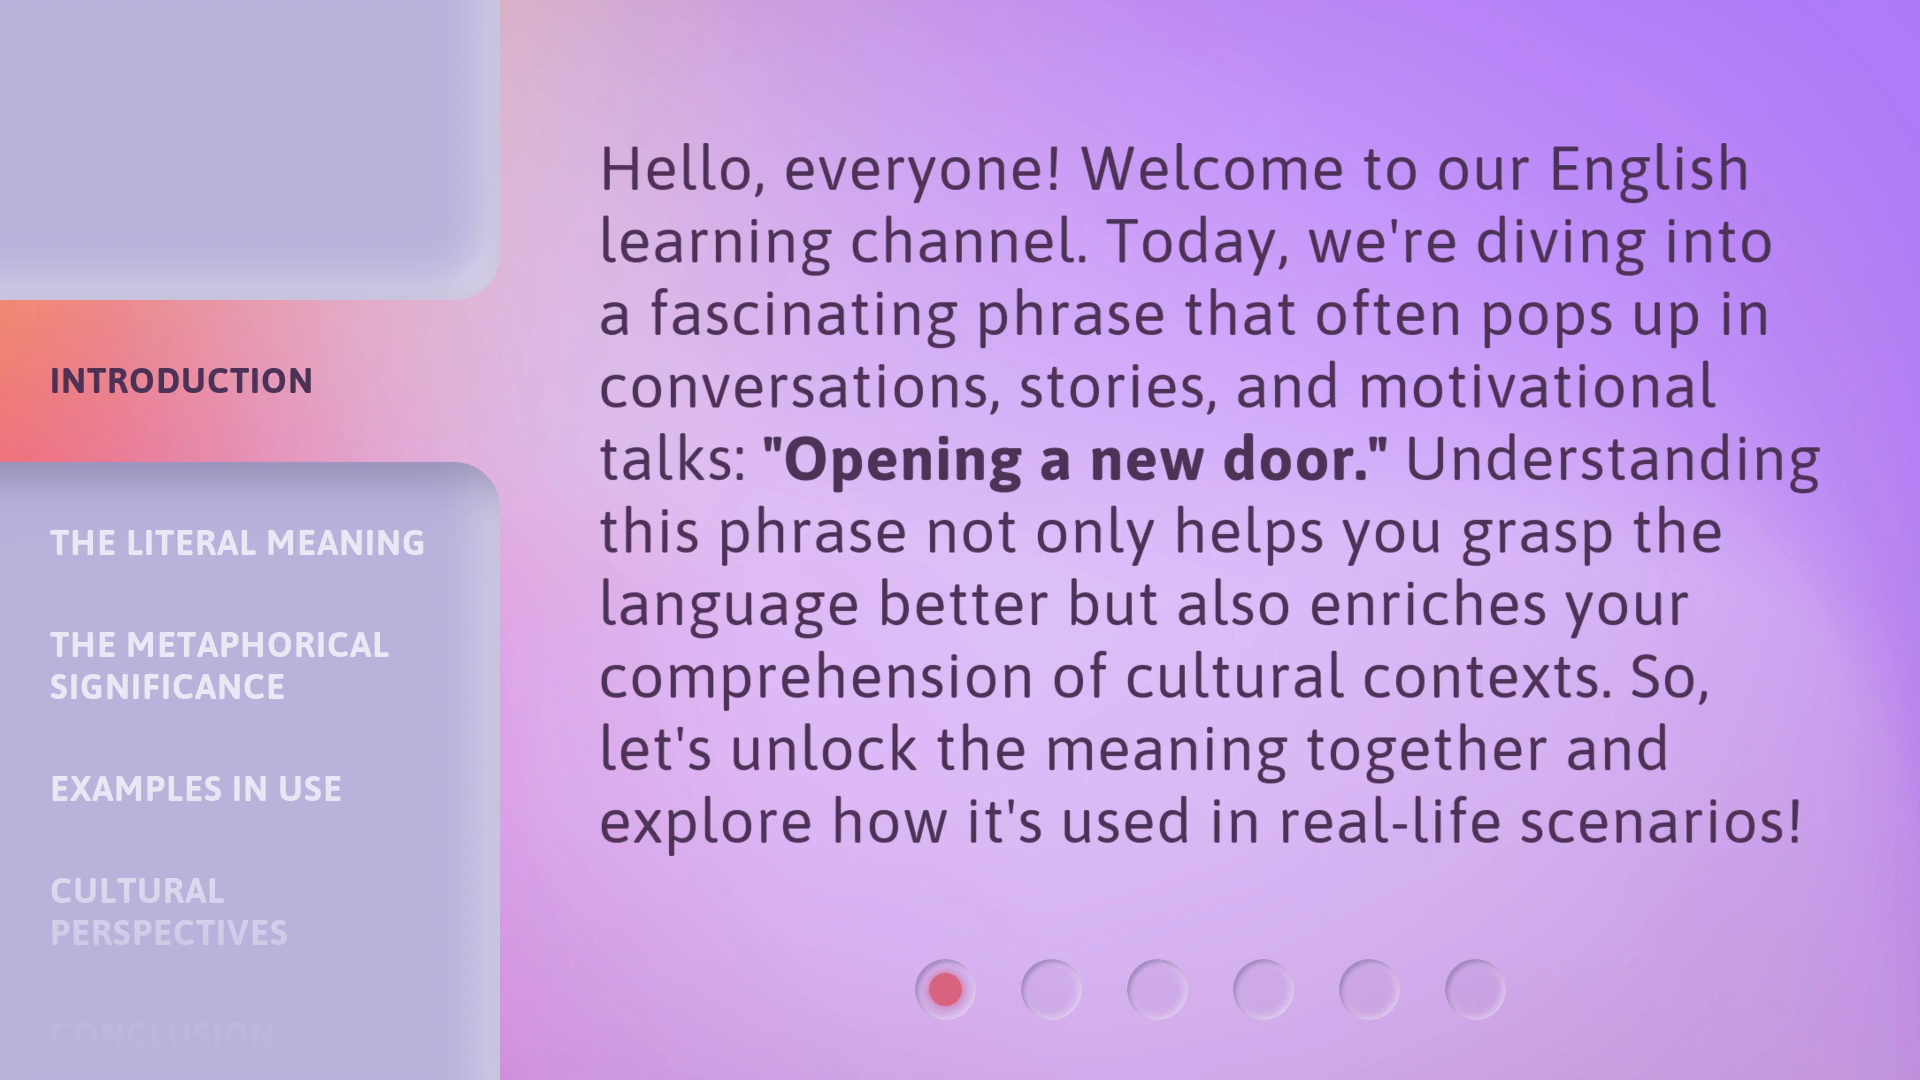 INTRODUCTION
THE LITERAL MEANING
THE METAPHORICAL
SIGNIFICANCE
EXAMPLES IN USE
CULTURAL
PERSPECTIVES
CONCLUSION
Hello, everyone! Welcome to our English
learning channel. Today, we're diving into
a fascinating phrase that often pops up in
conversations, stories, and motivational
talks: "Opening a new door." Understanding
this phrase not only helps you grasp the
language better but also enriches your
comprehension of cultural contexts. So,
let's unlock the meaning together and
explore how it's used in real-life scenarios!